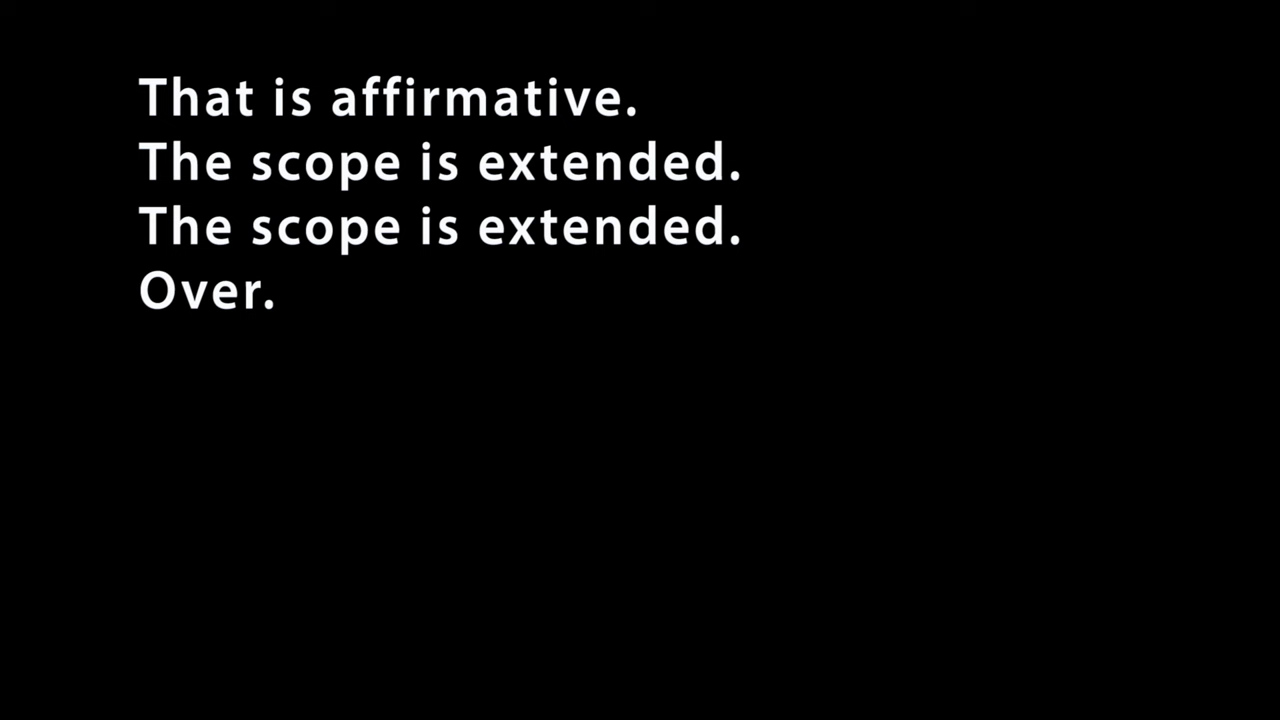 That is affirmative.
The scope is extended.
The scope is extended.
Over.